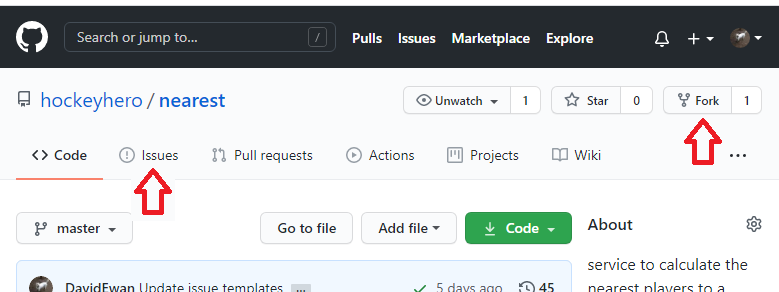 Search or jump to... / Pulls Issues Marketplace Explore
hockeyhero / nearest Unwatch 1 Star 0 Fork 1
Code Issues Pull requests Actions Projects Wiki ...
master Go to file Add file Code About
DavidEwan Update issue templates ... 5 days ago 45 service to calculate the
nearest players to a